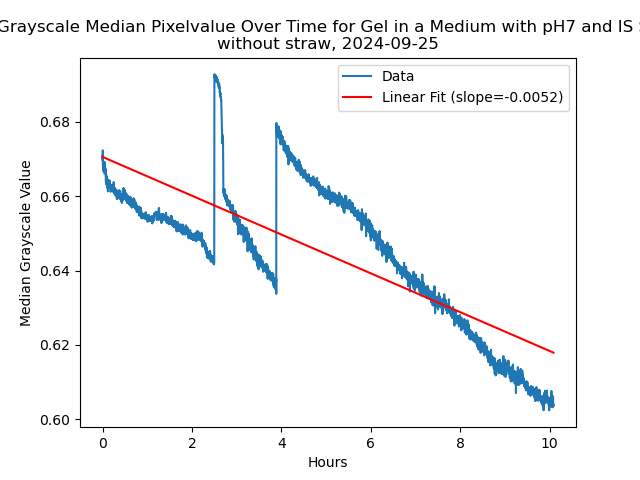 Grayscale Median Pixelvalue Over Time for Gel in a Medium with pH7 and IS
without straw, 2024-09-25
Data
Linear Fit (slope=-0.0052)
Median Grayscale Value
0.68
0.66
0.64
0.62
0.60
0 2 4 6 8 10
Hours